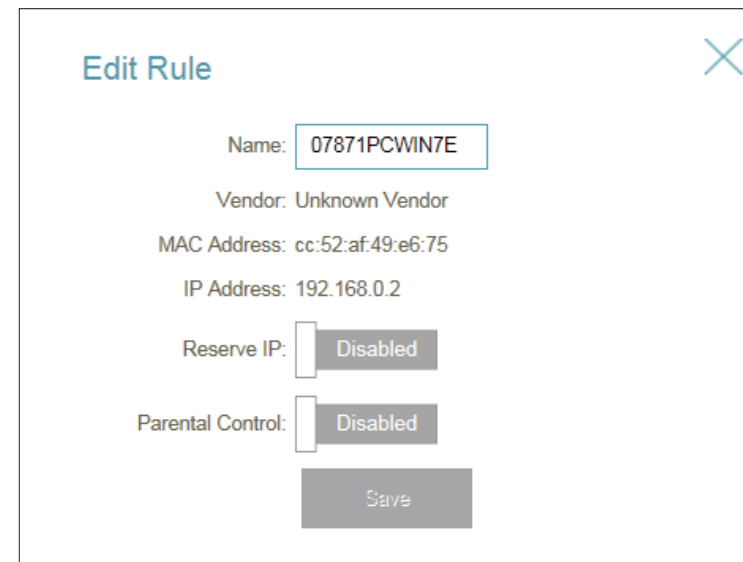 Edit Rule
Name: 07871PCWIN7E
Vendor: Unknown Vendor
MAC Address: cc:52:af:49:e6:75
IP Address: 192.168.0.2
Reserve IP: Disabled
Parental Control: Disabled
Save